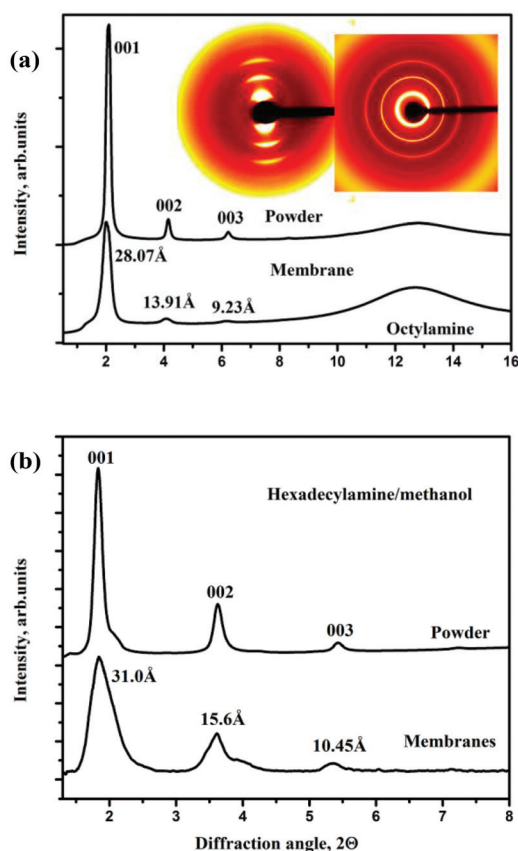 (a)
Intensity, arb.units
001
002
003
Powder
28.07Å
Membrane
13.91Å
9.23Å
Octylamine
2
4
6
8
10
12
14
16
(b)
Intensity, arb.units
001
Hexadecylamine/methanol
002
003
Powder
31.0Å
15.6Å
10.45Å
Membranes
2
3
4
5
6
7
8
Diffraction angle, 2Θ